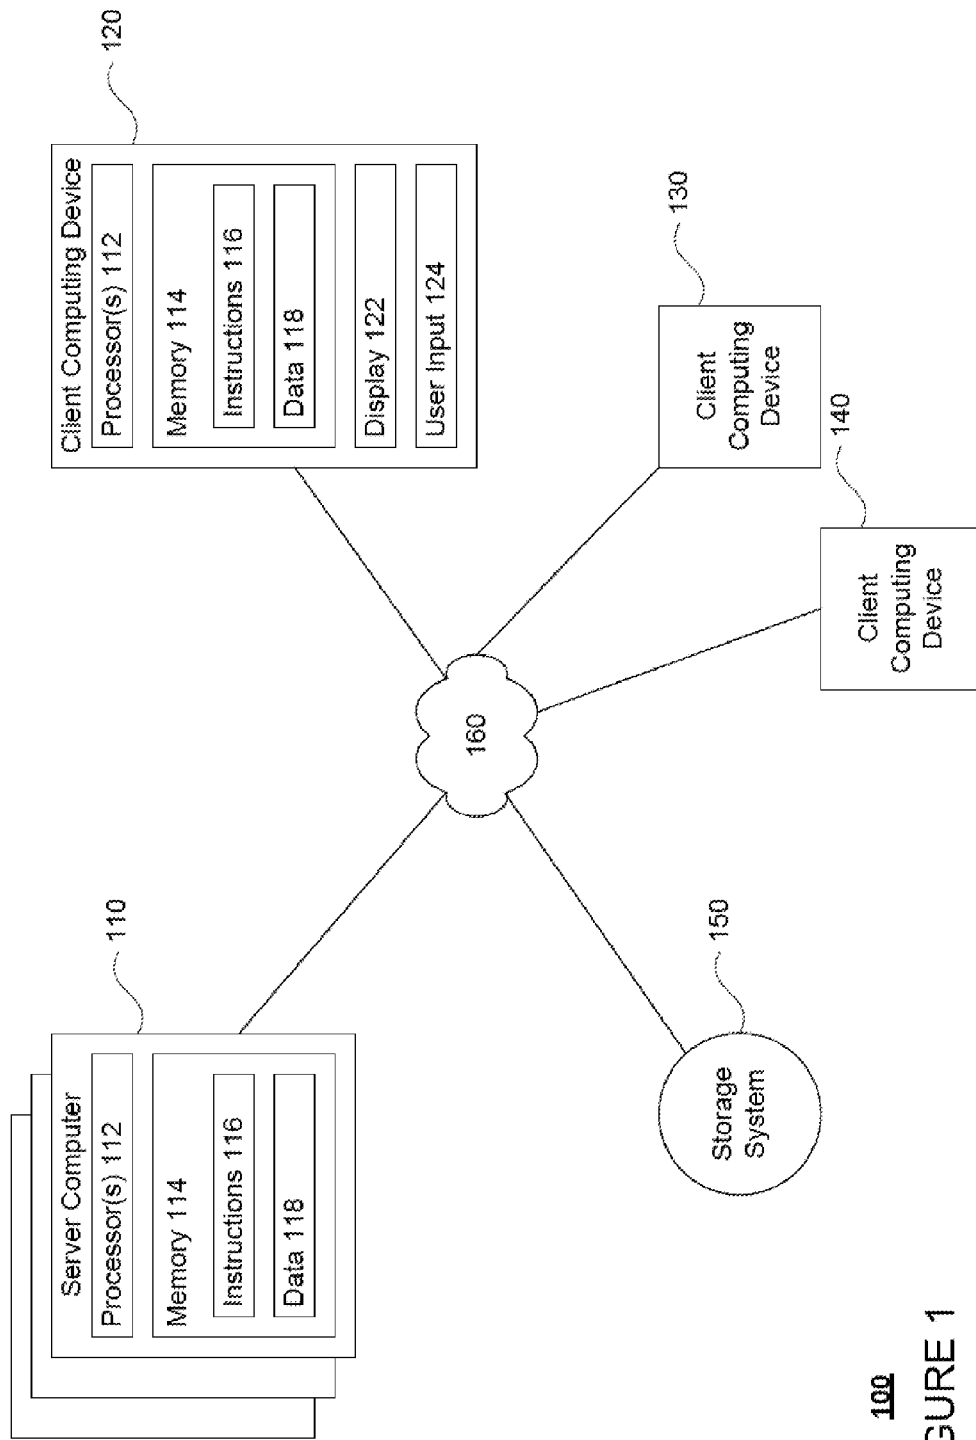 Server Computer
Processor(s) 112
Memory 114
Instructions 116
Data 118
110
Client Computing Device
Processor(s) 112
Memory 114
Instructions 116
Data 118
Display 122
User Input 124
120
160
Storage
System
150
Client
Computing
Device
140
Client
Computing
Device
130
100
GURE 1